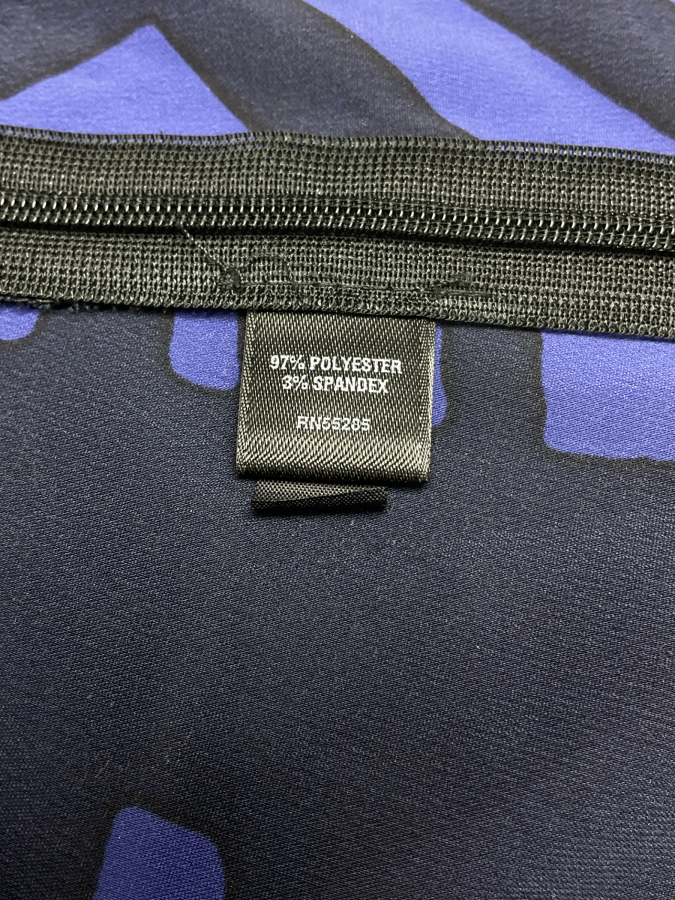 97% POLYESTER
3% SPANDEX
RN55285